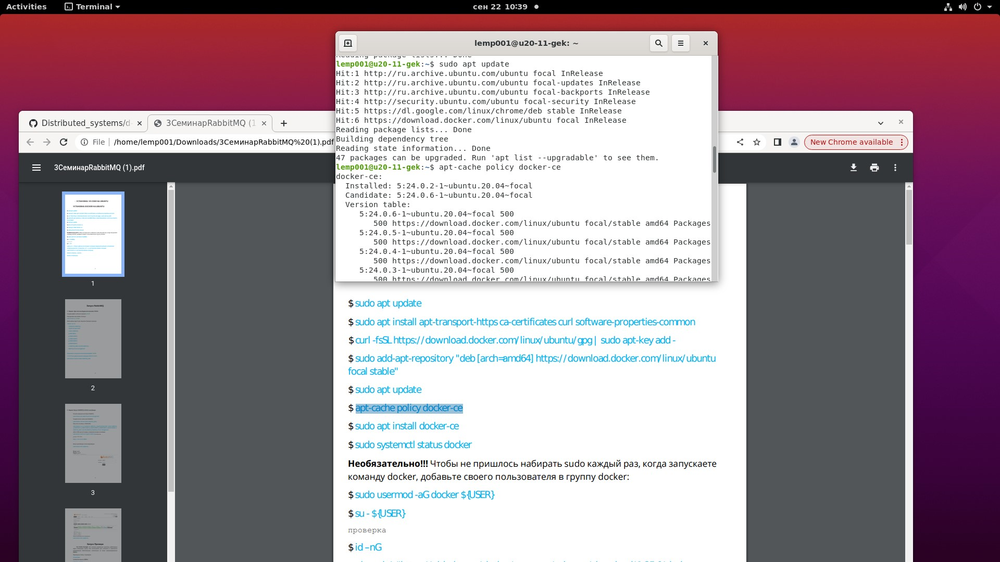 Activities
Terminal
сен 22 10:39
lemp001@u20-11-gek: ~
Reading package lists... Done
lemp001@u20-11-gek:~$ sudo apt update
Hit:1 http://ru.archive.ubuntu.com/ubuntu focal InRelease
Hit:2 http://ru.archive.ubuntu.com/ubuntu focal-updates InRelease
Hit:3 http://ru.archive.ubuntu.com/ubuntu focal-backports InRelease
Hit:4 http://security.ubuntu.com/ubuntu focal-security InRelease
Hit:5 https://dl.google.com/linux/chrome/deb stable InRelease
Hit:6 https://download.docker.com/linux/ubuntu focal InRelease
Reading package lists... Done
Building dependency tree
Reading state information... Done
47 packages can be upgraded. Run 'apt list --upgradable' to see them.
lemp001@u20-11-gek:~$ apt-cache policy docker-ce
docker-ce:
Installed: 5:24.0.2-1~ubuntu.20.04~focal
Candidate: 5:24.0.6-1~ubuntu.20.04~focal
Version table:
5:24.0.6-1~ubuntu.20.04~focal 500
500 https://download.docker.com/linux/ubuntu focal/stable amd64 Packages
5:24.0.5-1~ubuntu.20.04~focal 500
500 https://download.docker.com/linux/ubuntu focal/stable amd64 Packages
5:24.0.4-1~ubuntu.20.04~focal 500
500 https://download.docker.com/linux/ubuntu focal/stable amd64 Packages
5:24.0.3-1~ubuntu.20.04~focal 500
500 https://download.docker.com/linux/ubuntu focal/stable amd64 Packages
Distributed_systems/d
3СеминарRabbitMQ (1)
File
/home/lemp001/Downloads/3СеминарRabbitMQ%20(1).pdf
New Chrome available
3СеминарRabbitMQ (1).pdf
УСТАНОВКА VS CODE НА UBUNTU
УСТАНОВКА DOCKER НА UBUNTU
1
Запуск RabbitMQ
2
3
Запуск Примера
$ sudo apt update
$ sudo apt install apt-transport-https ca-certificates curl software-properties-common
$ curl -fsSL https://download.docker.com/linux/ubuntu/gpg | sudo apt-key add -
$ sudo add-apt-repository "deb [arch=amd64] https://download.docker.com/linux/ubuntu
focal stable"
$ sudo apt update
$ apt-cache policy docker-ce
$ sudo apt install docker-ce
$ sudo systemctl status docker
Необязательно!!! Чтобы не пришлось набирать sudo каждый раз, когда запускаете
команду docker, добавьте своего пользователя в группу docker:
$ sudo usermod -aG docker ${USER}
$ su - ${USER}
проверка
$ id –nG